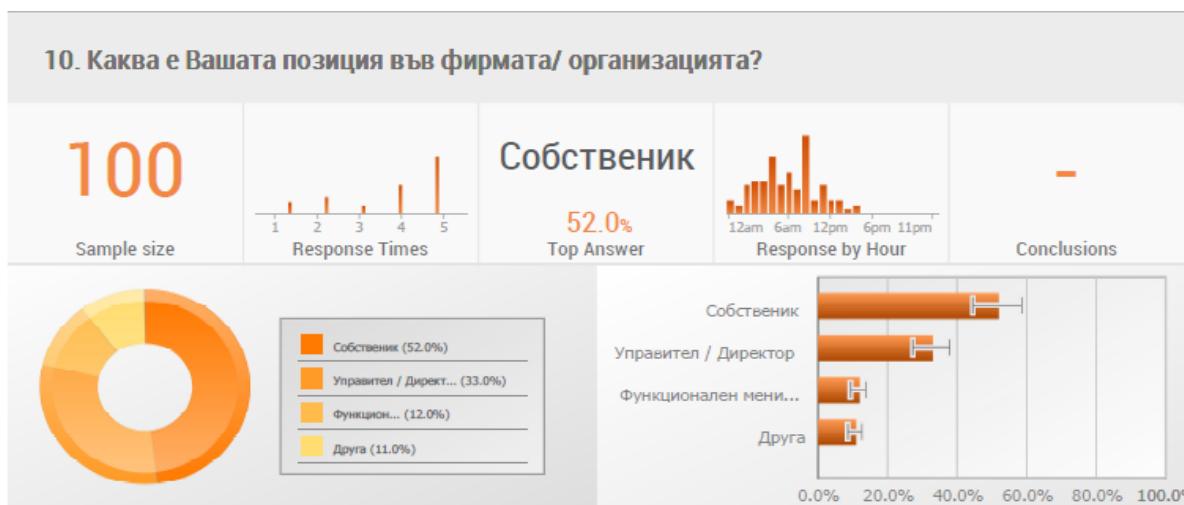 10. Каква е Вашата позиция във фирмата/ организацията?
100
Sample size
1 2 3 4 5
Response Times
Собственик
52.0%
Top Answer
12am 6am 12pm 6pm 11pm
Response by Hour
-
Conclusions
Собственик (52.0%)
Управител / Директ... (33.0%)
Функцион... (12.0%)
Друга (11.0%)
Собственик
Управител / Директор
Функционален мени...
Друга
0.0% 20.0% 40.0% 60.0% 80.0% 100.0%